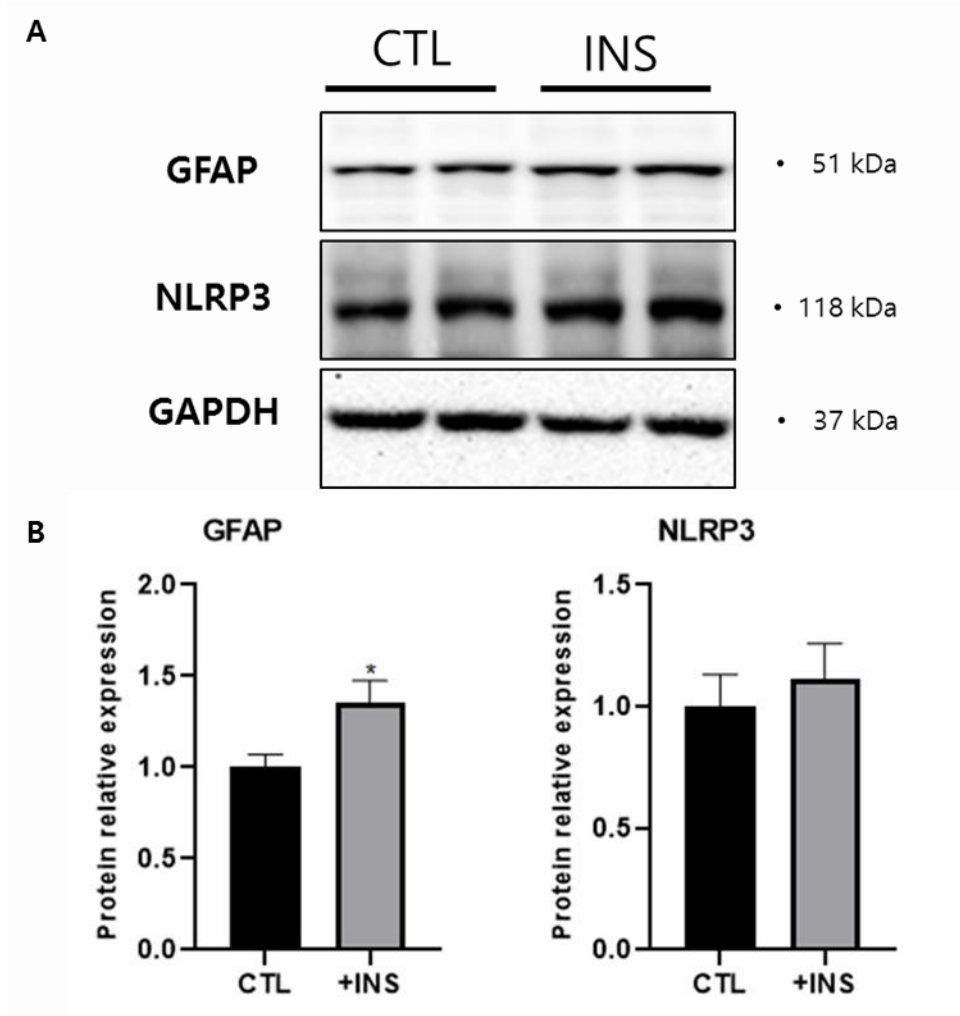 A
CTL INS
GFAP • 51 kDa
NLRP3 • 118 kDa
GAPDH • 37 kDa
B
GFAP
Protein relative expression
2.0
1.5
1.0
0.5
0.0
*
CTL +INS
NLRP3
Protein relative expression
1.5
1.0
0.5
0.0
CTL +INS